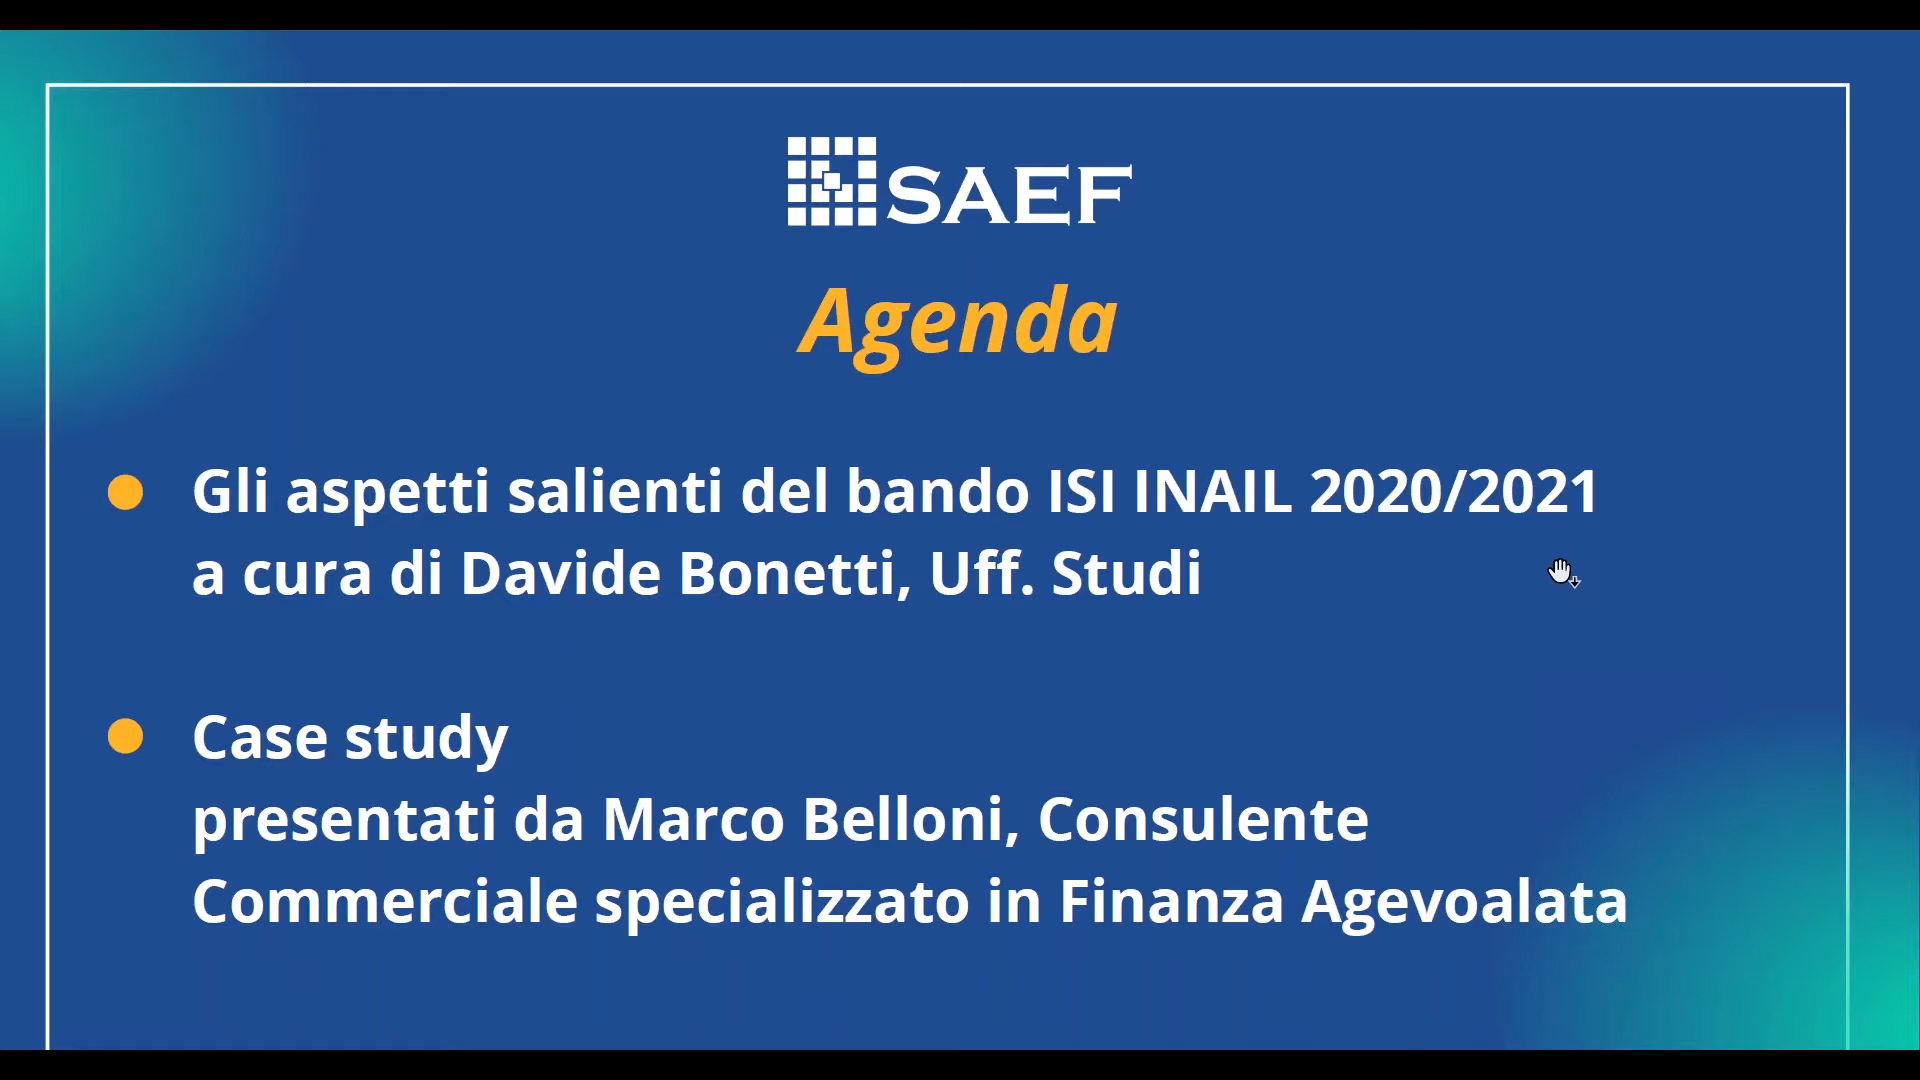 SAEF
Agenda
Gli aspetti salienti del bando ISI INAIL 2020/2021
a cura di Davide Bonetti, Uff. Studi
Case study
presentati da Marco Belloni, Consulente
Commerciale specializzato in Finanza Agevoalata